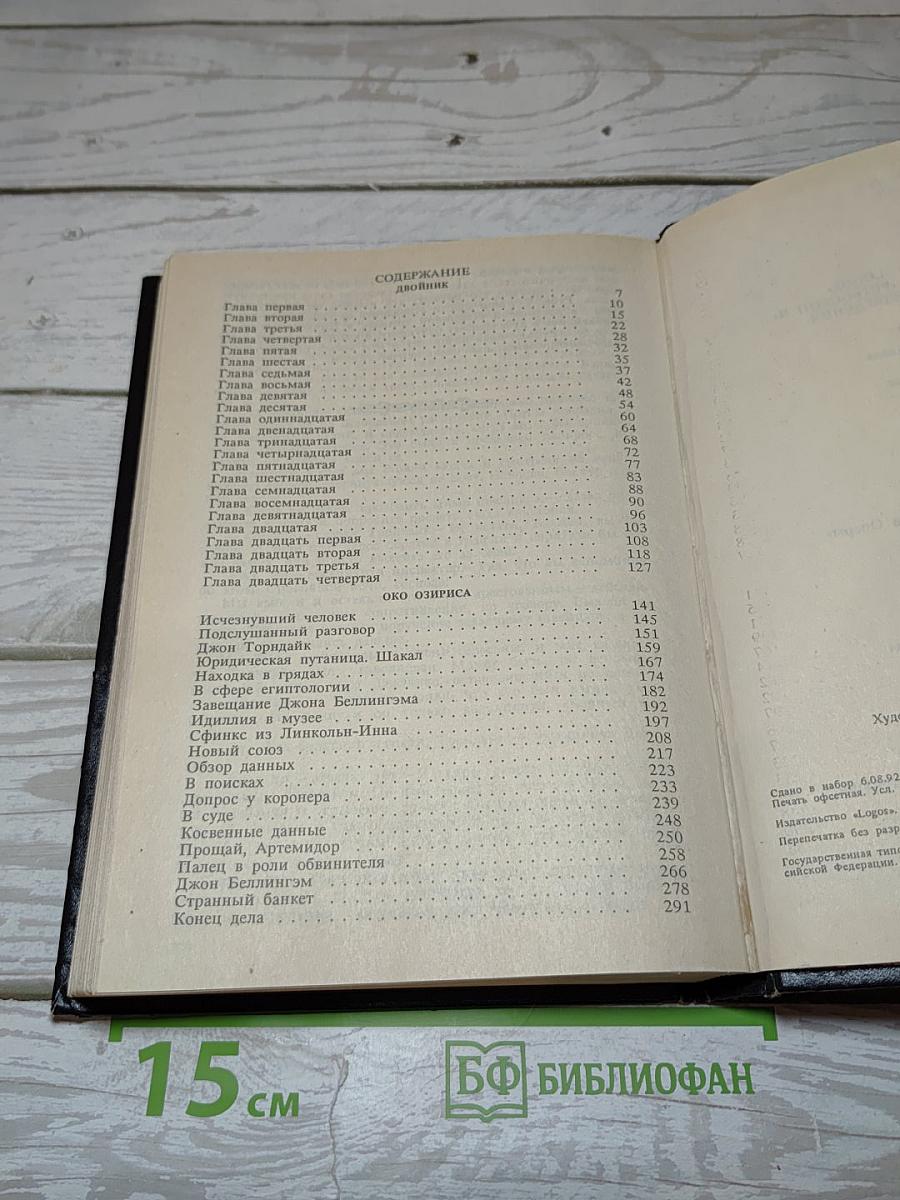 СОДЕРЖАНИЕ
ДВОЙНИК
Глава первая 7
Глава вторая 10
Глава третья 15
Глава четвертая 22
Глава пятая 28
Глава шестая 32
Глава седьмая 35
Глава восьмая 37
Глава девятая 42
Глава десятая 48
Глава одиннадцатая 54
Глава двенадцатая 60
Глава тринадцатая 64
Глава четырнадцатая 68
Глава пятнадцатая 72
Глава шестнадцатая 77
Глава семнадцатая 83
Глава восемнадцатая 88
Глава девятнадцатая 90
Глава двадцатая 96
Глава двадцать первая 103
Глава двадцать вторая 108
Глава двадцать третья 118
Глава двадцать четвертая 127
ОКО ОЗИРИСА
Исчезнувший человек 141
Подслушанный разговор 145
Джон Торндайк 151
Юридическая путаница. Шакал 159
Находка в грядах 167
В сфере египтологии 174
Завещание Джона Беллингэма 182
Идиллия в музее 192
Сфинкс из Линкольн-Инна 197
Новый союз 208
Обзор данных 217
В поисках 223
Допрос у коронера 233
В суде 239
Косвенные данные 248
Прощай, Артемидор 250
Палец в роли обвинителя 258
Джон Беллингэм 266
Странный банкет 278
Конец дела 291
Худо
Сдано в набор 6.08.92
Печать офсетная. Усл.
Издательство «Logos».
Перепечатка без разр
Государственная типо
сийской Федерации.
15 см
БФ БИБЛИОФАН